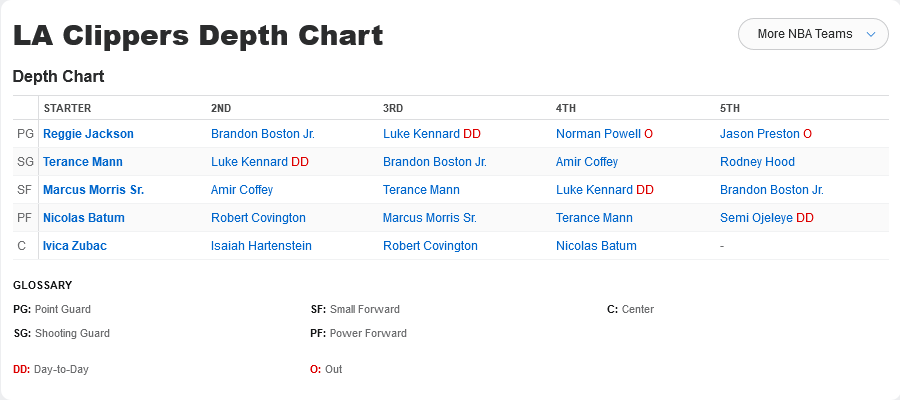 LA Clippers Depth Chart
More NBA Teams
Depth Chart
STARTER 2ND 3RD 4TH 5TH
PG Reggie Jackson Brandon Boston Jr. Luke Kennard DD Norman Powell O Jason Preston O
SG Terance Mann Luke Kennard DD Brandon Boston Jr. Amir Coffey Rodney Hood
SF Marcus Morris Sr. Amir Coffey Terance Mann Luke Kennard DD Brandon Boston Jr.
PF Nicolas Batum Robert Covington Marcus Morris Sr. Terance Mann Semi Ojeleye DD
C Ivica Zubac Isaiah Hartenstein Robert Covington Nicolas Batum -
GLOSSARY
PG: Point Guard SF: Small Forward C: Center
SG: Shooting Guard PF: Power Forward
DD: Day-to-Day O: Out